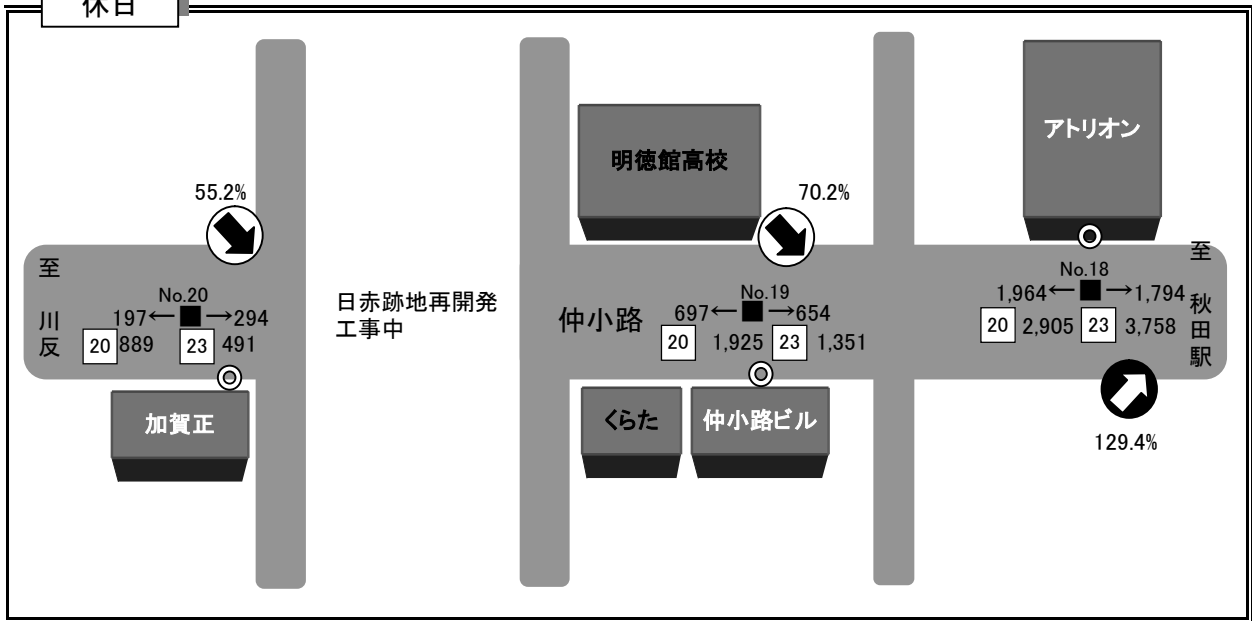 休日
アトリオン
明徳館高校
55.2%
70.2%
至
川
反
No.20
197←■→294
20 889 23 491
日赤跡地再開発
工事中
仲小路
No.19
697←■→654
20 1,925 23 1,351
No.18
1,964←■→1,794
20 2,905 23 3,758
至
秋
田
駅
加賀正
くらた
仲小路ビル
129.4%